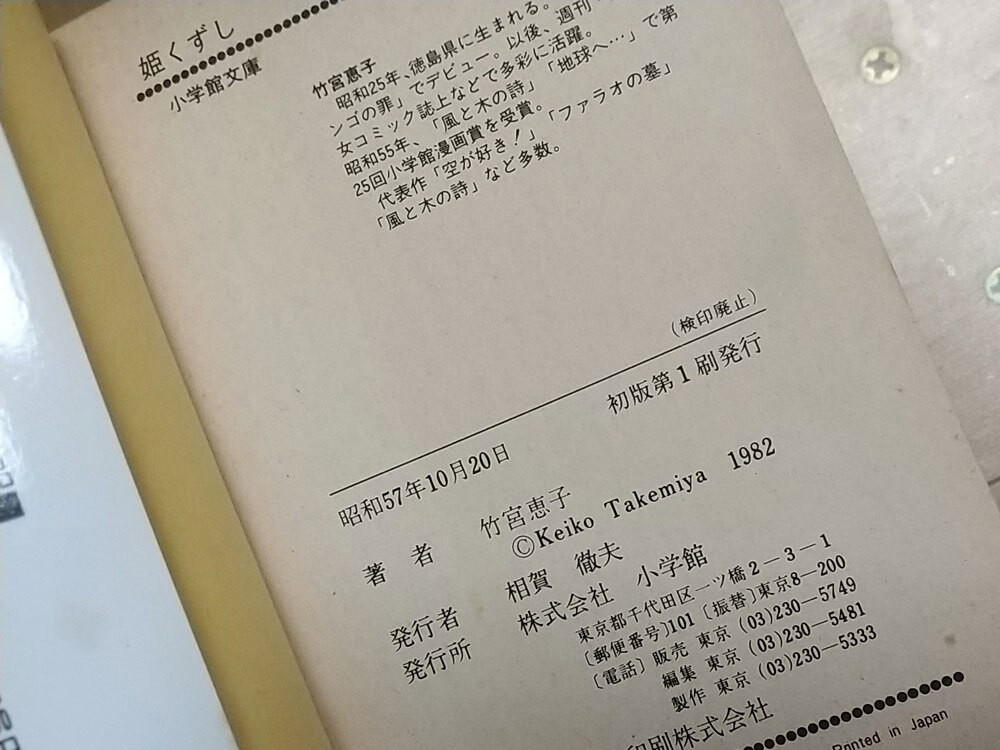 姫くずし
小学館文庫
竹宮惠子
昭和25年、徳島県に生まれる。
ンゴの罪」でデビュー。以後、週刊
女コミック誌上などで多彩に活躍。
昭和55年、「風と木の詩」「地球へ…」で第
25回小学館漫画賞を受賞。
代表作「空が好き!」「ファラオの墓」
「風と木の詩」など多数。
(検印廃止)
昭和57年10月20日 初版第1刷発行
著者 竹宮恵子
©Keiko Takemiya 1982
発行者 相賀 徹夫
発行所 株式会社 小学館
東京都千代田区一ツ橋2-3-1
〔郵便番号〕101〔振替〕東京8-200
〔電話〕販売 東京 (03)230-5749
編集 東京 (03)230-5481
製作 東京 (03)230-5333
印刷株式会社
Printed in Japan